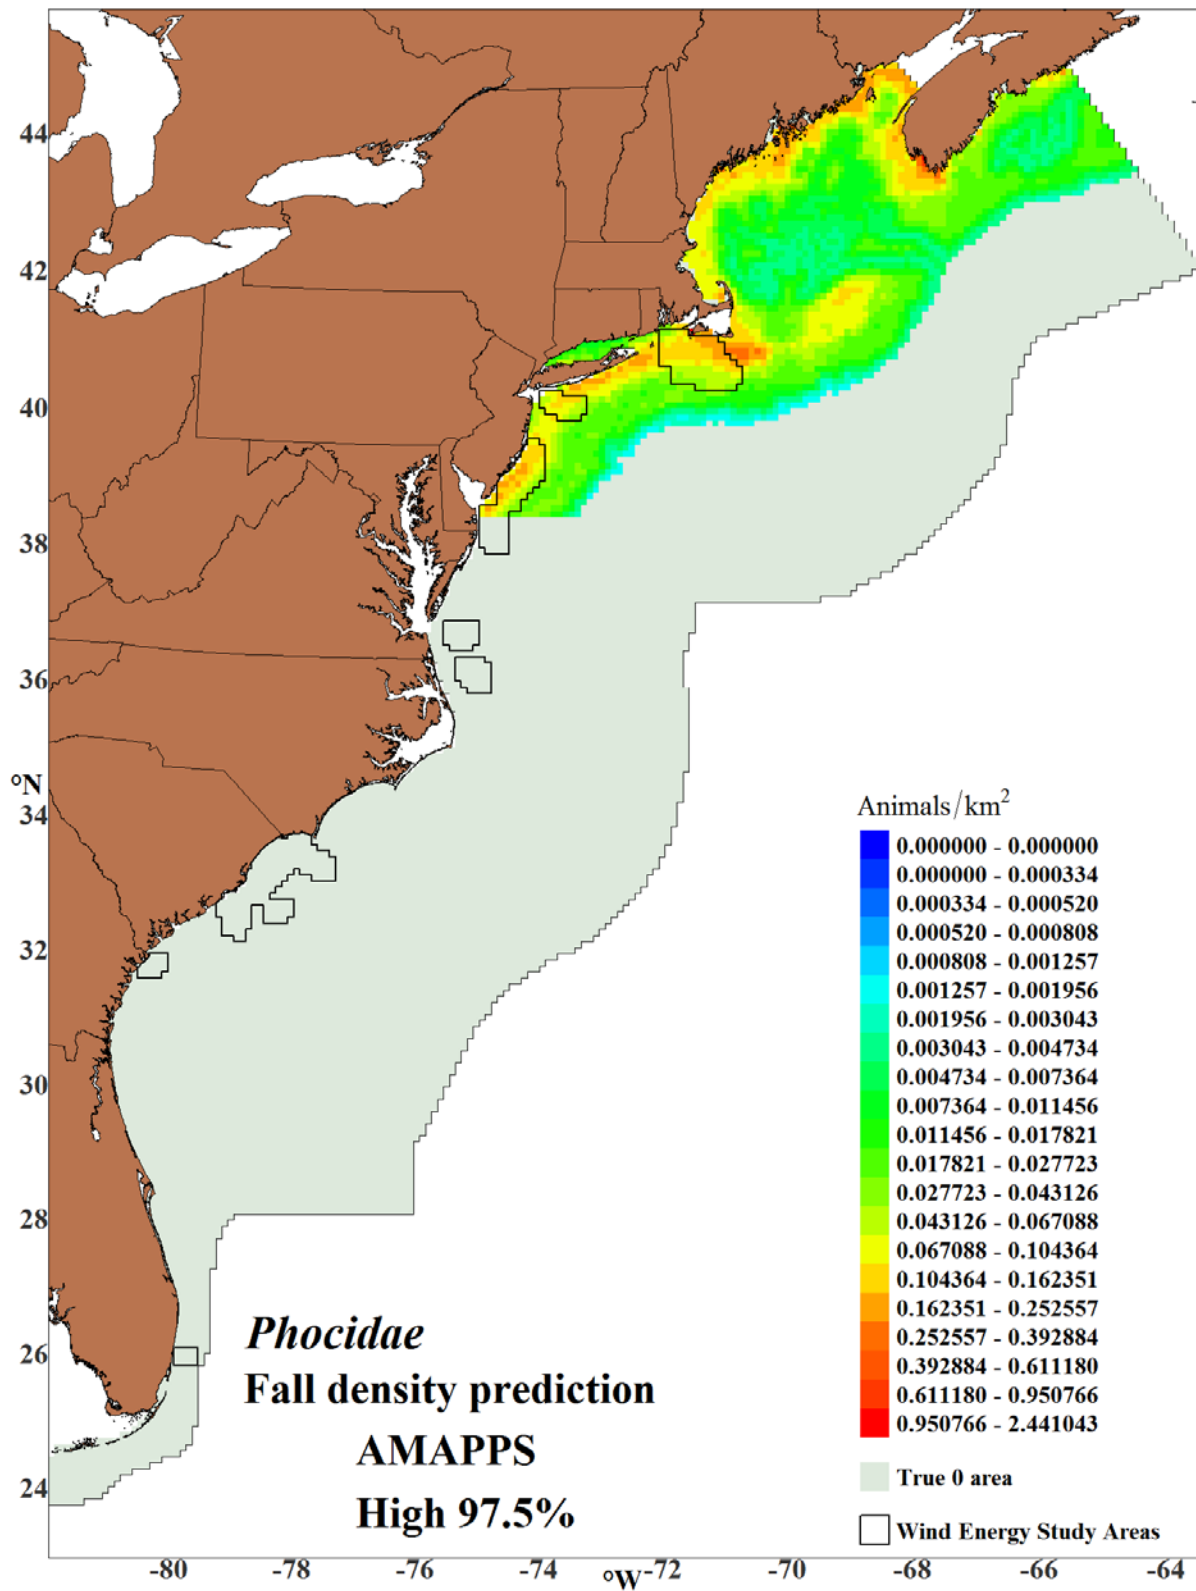 44
42
40
38
36
°N
34
32
30
28
26
24
Animals/km²
0.000000 - 0.000000
0.000000 - 0.000334
0.000334 - 0.000520
0.000520 - 0.000808
0.000808 - 0.001257
0.001257 - 0.001956
0.001956 - 0.003043
0.003043 - 0.004734
0.004734 - 0.007364
0.007364 - 0.011456
0.011456 - 0.017821
0.017821 - 0.027723
0.027723 - 0.043126
0.043126 - 0.067088
0.067088 - 0.104364
0.104364 - 0.162351
0.162351 - 0.252557
0.252557 - 0.392884
0.392884 - 0.611180
0.611180 - 0.950766
0.950766 - 2.441043
True 0 area
Wind Energy Study Areas
Phocidae
Fall density prediction
AMAPPS
High 97.5%
-80 -78 -76 -74 -72 -70 -68 -66 -64
°W